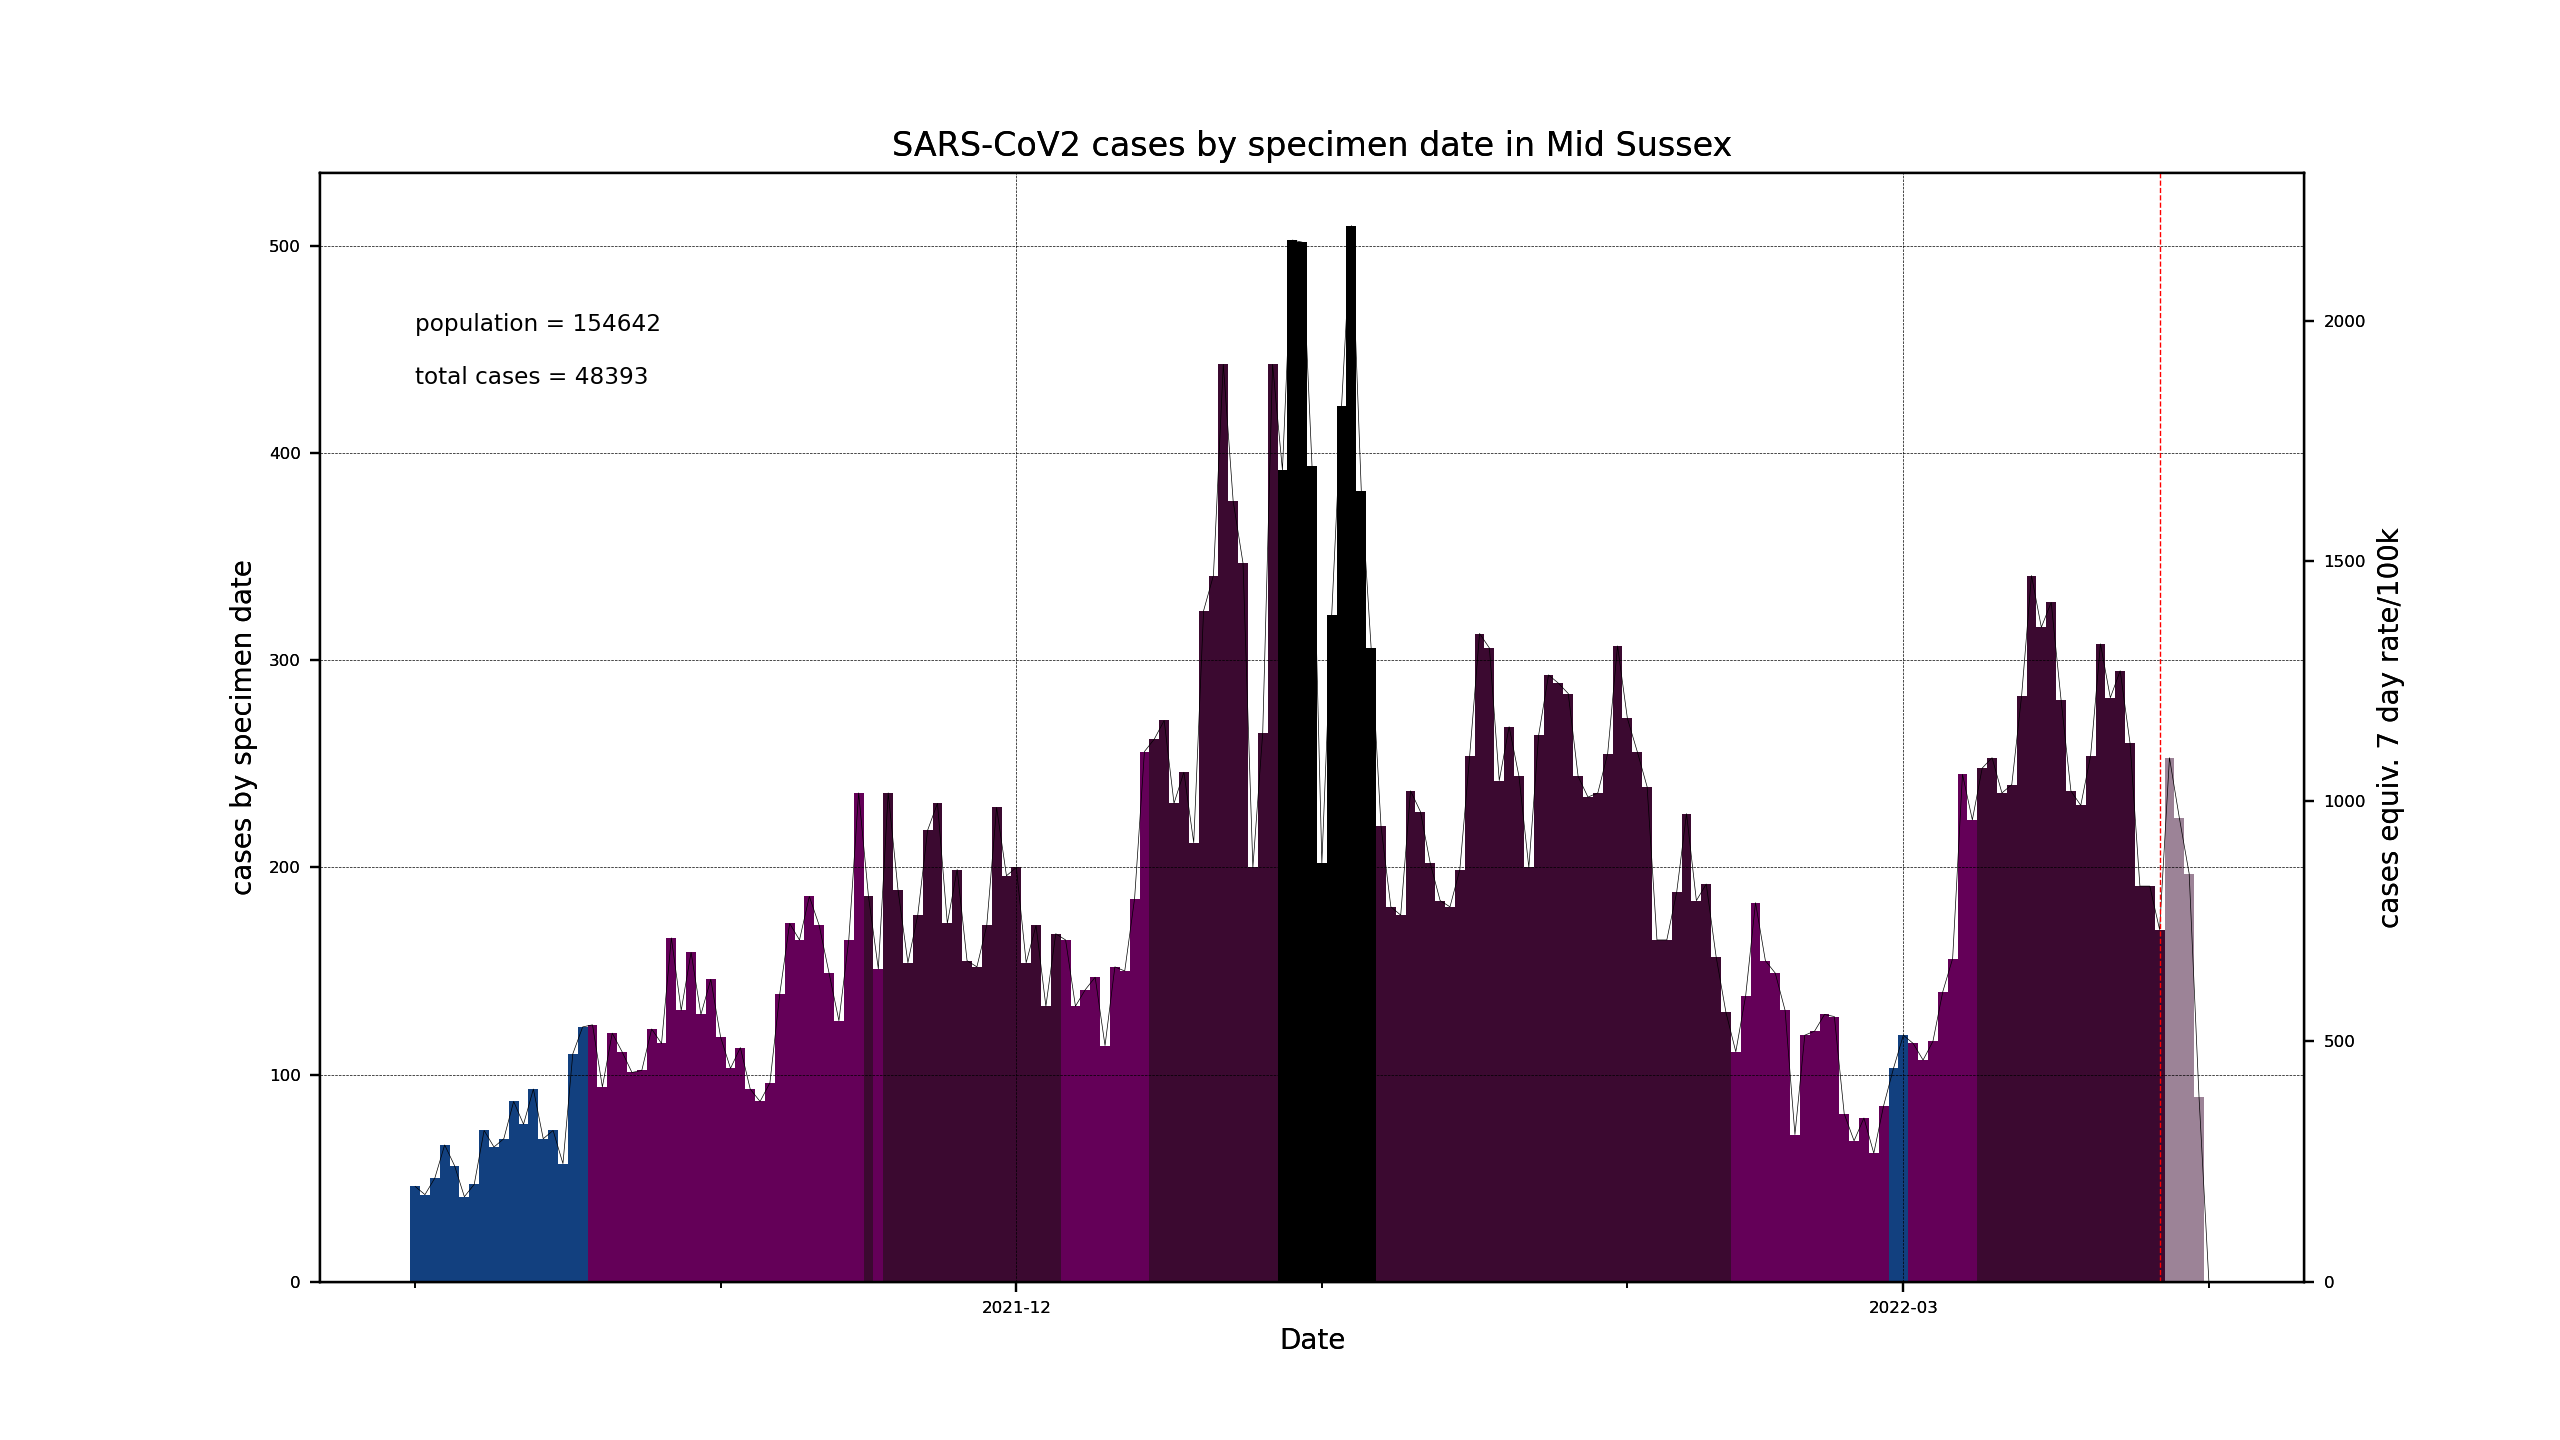 SARS-CoV2 cases by specimen date in Mid Sussex
population = 154642
total cases = 48393
cases by specimen date
500
400
300
200
100
0
2000
1500
1000
500
0
cases equiv. 7 day rate/100k
2021-12
2022-03
Date